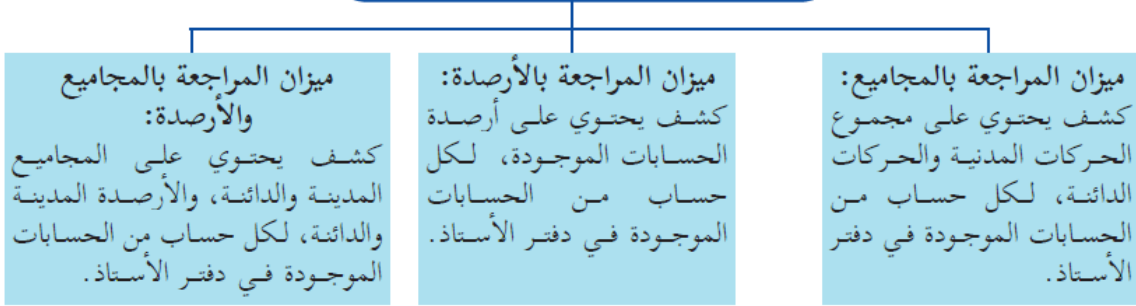 ميزان المراجعة بالمجاميع:
كشف يحتوي على مجموع
الحركات المدنية والحركات
الدائنة، لكل حساب من
الحسابات الموجودة في دفتر
الأستاذ.
ميزان المراجعة بالأرصدة:
كشف يحتوي على أرصدة
الحسابات الموجودة، لكل
حساب من الحسابات
الموجودة في دفتر الأستاذ.
ميزان المراجعة بالمجاميع
والأرصدة:
كشف يحتوي على المجاميع
المدينة والدائنة، والأرصدة المدينة
والدائنة، لكل حساب من الحسابات
الموجودة في دفتر الأستاذ.